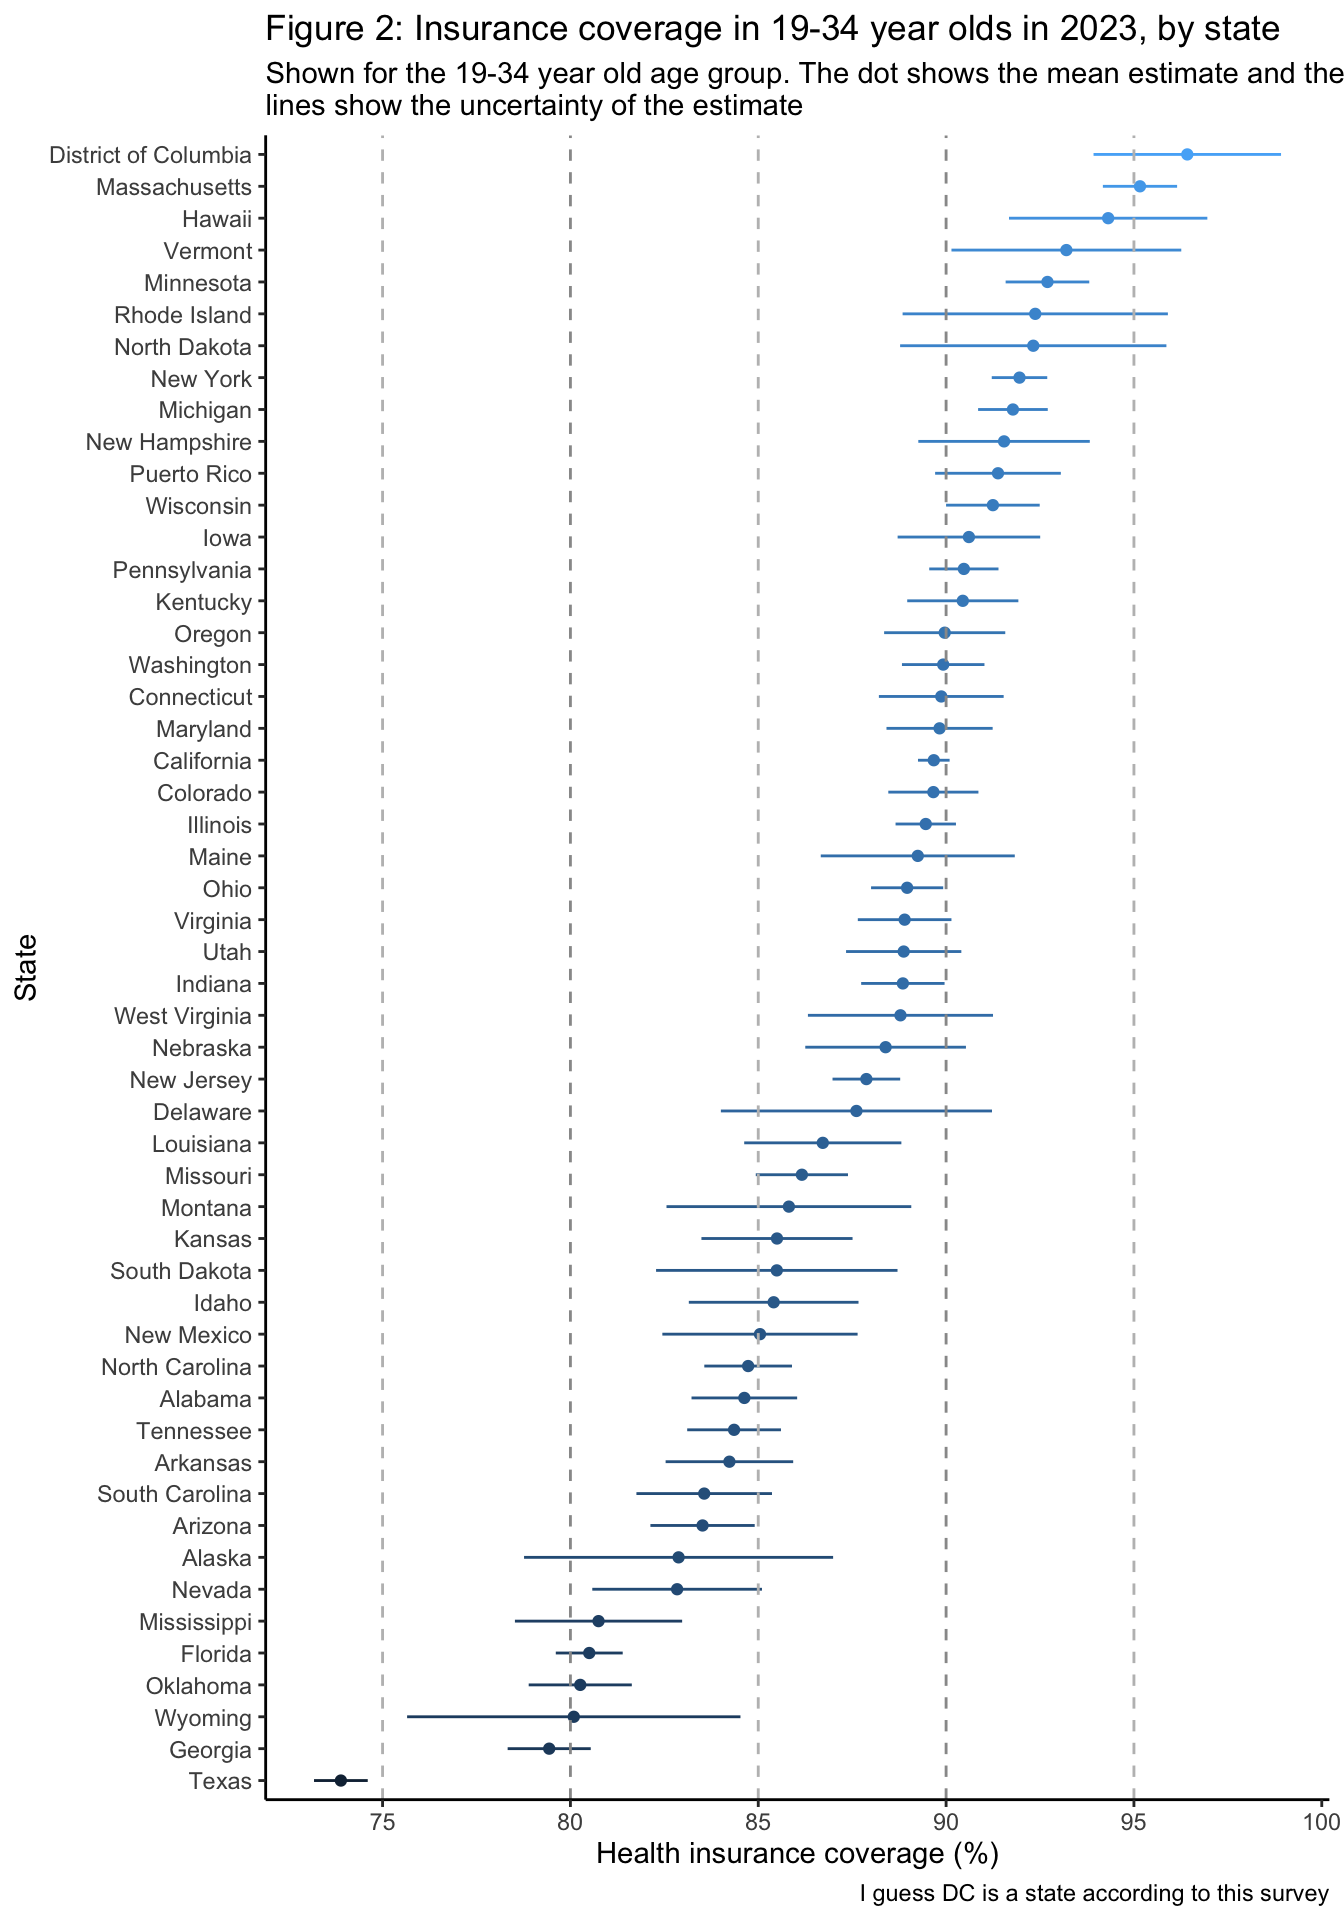 Figure 2: Insurance coverage in 19-34 year olds in 2023, by state
Shown for the 19-34 year old age group. The dot shows the mean estimate and the
lines show the uncertainty of the estimate
District of Columbia
Massachusetts
Hawaii
Vermont
Minnesota
Rhode Island
North Dakota
New York
Michigan
New Hampshire
Puerto Rico
Wisconsin
Iowa
Pennsylvania
Kentucky
Oregon
Washington
Connecticut
Maryland
California
Colorado
Illinois
Maine
Ohio
Virginia
Utah
Indiana
West Virginia
Nebraska
New Jersey
Delaware
Louisiana
Missouri
Montana
Kansas
South Dakota
Idaho
New Mexico
North Carolina
Alabama
Tennessee
Arkansas
South Carolina
Arizona
Alaska
Nevada
Mississippi
Florida
Oklahoma
Wyoming
Georgia
Texas
State
75 80 85 90 95 100
Health insurance coverage (%)
I guess DC is a state according to this survey